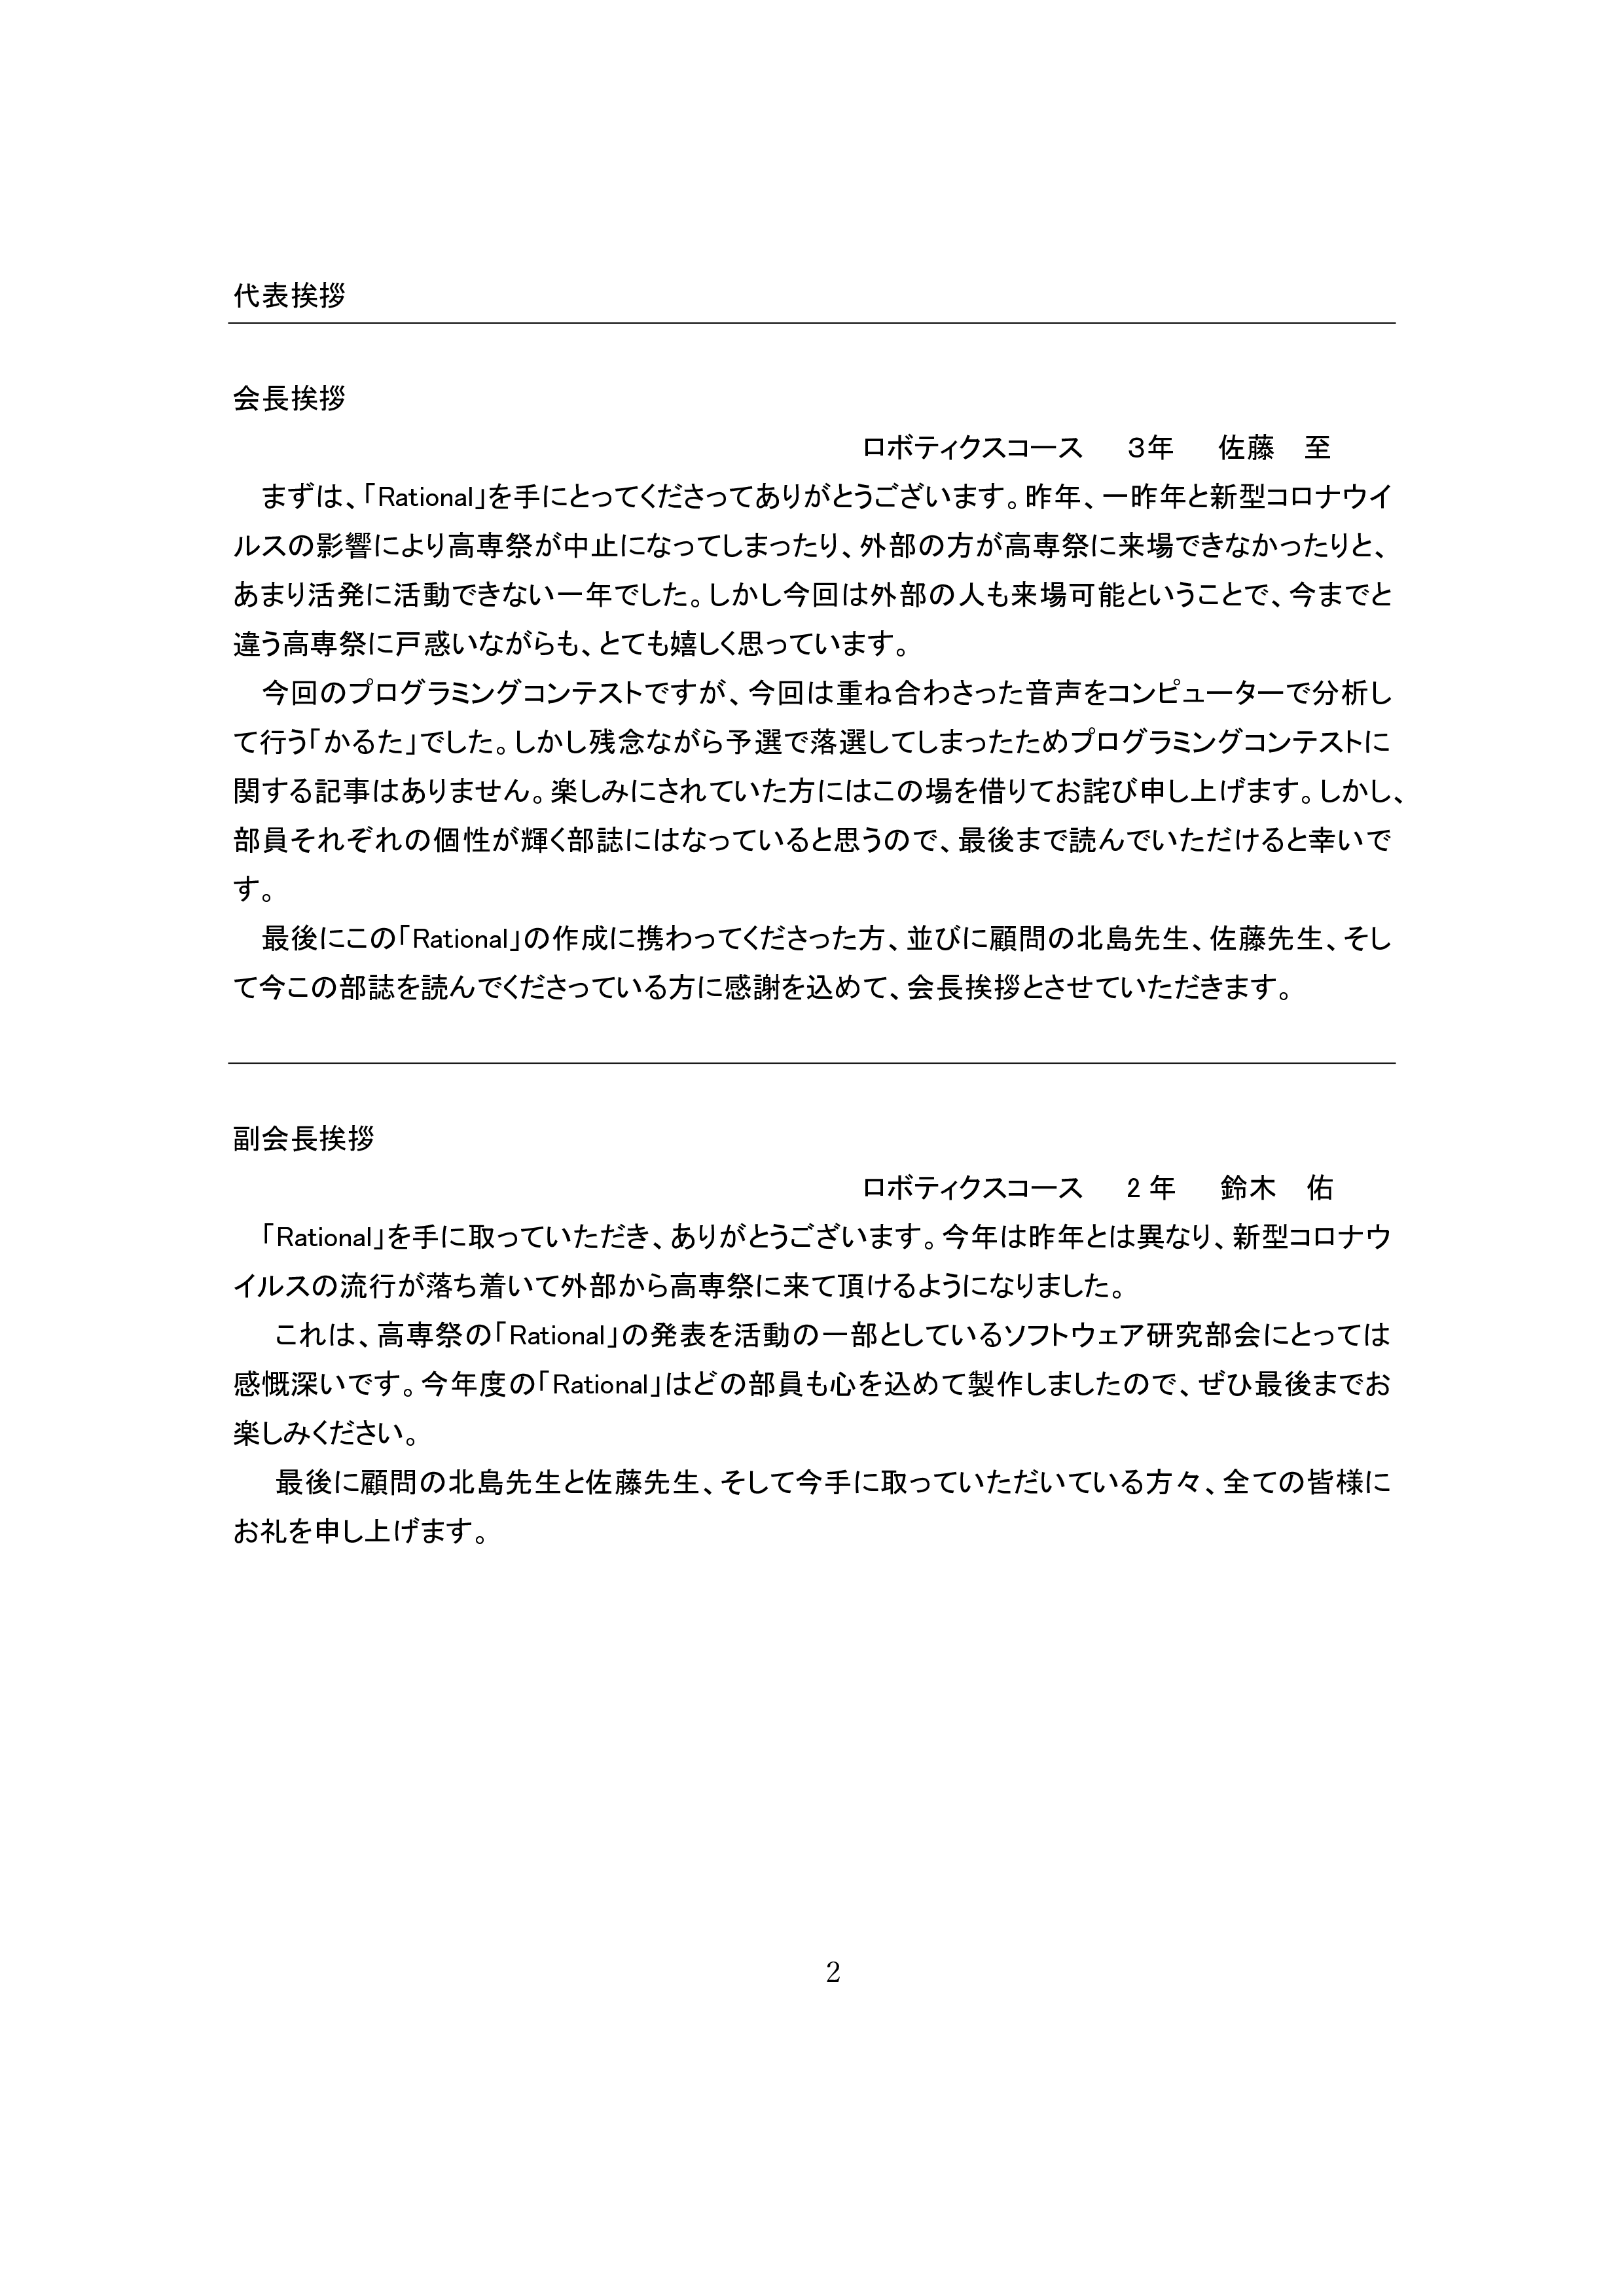 代表挨拶
会長挨拶
ロボティクスコース　3年　佐藤　至
まずは、「Rational」を手にとってくださってありがとうございます。昨年、一昨年と新型コロナウイ
ルスの影響により高専祭が中止になってしまったり、外部の方が高専祭に来場できなかったりと、
あまり活発に活動できない一年でした。しかし今回は外部の人も来場可能ということで、今までと
違う高専祭に戸惑いながらも、とても嬉しく思っています。
今回のプログラミングコンテストですが、今回は重ね合わさった音声をコンピューターで分析し
て行う「かるた」でした。しかし残念ながら予選で落選してしまったためプログラミングコンテストに
関する記事はありません。楽しみにされていた方にはこの場を借りてお詫び申し上げます。しかし、
部員それぞれの個性が輝く部誌にはなっていると思うので、最後まで読んでいただけると幸いで
す。
最後にこの「Rational」の作成に携わってくださった方、並びに顧問の北島先生、佐藤先生、そし
て今この部誌を読んでくださっている方に感謝を込めて、会長挨拶とさせていただきます。
副会長挨拶
ロボティクスコース　2 年　鈴木　佑
「Rational」を手に取っていただき、ありがとうございます。今年は昨年とは異なり、新型コロナウ
イルスの流行が落ち着いて外部から高専祭に来て頂けるようになりました。
これは、高専祭の「Rational」の発表を活動の一部としているソフトウェア研究部会にとっては
感慨深いです。今年度の「Rational」はどの部員も心を込めて製作しましたので、ぜひ最後までお
楽しみください。
最後に顧問の北島先生と佐藤先生、そして今手に取っていただいている方々、全ての皆様に
お礼を申し上げます。
2